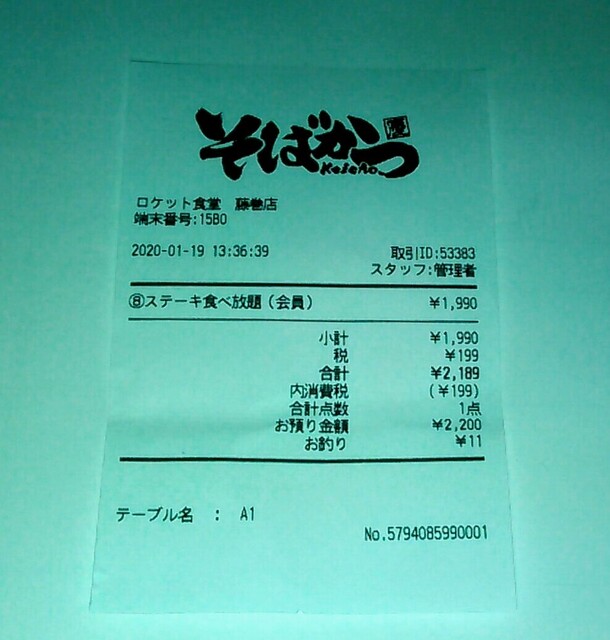 そばかつ 慶
KeieAo
ロケット食堂 藤巻店
端末番号:15B0
2020-01-19 13:36:39 取引ID:53383
スタッフ:管理者
⑧ステーキ食べ放題(会員) ¥1,990
小計 ¥1,990
税 ¥199
合計 ¥2,189
内消費税 (¥199)
合計点数 1点
お預り金額 ¥2,200
お釣り ¥11
テーブル名 : A1
No.5794085990001